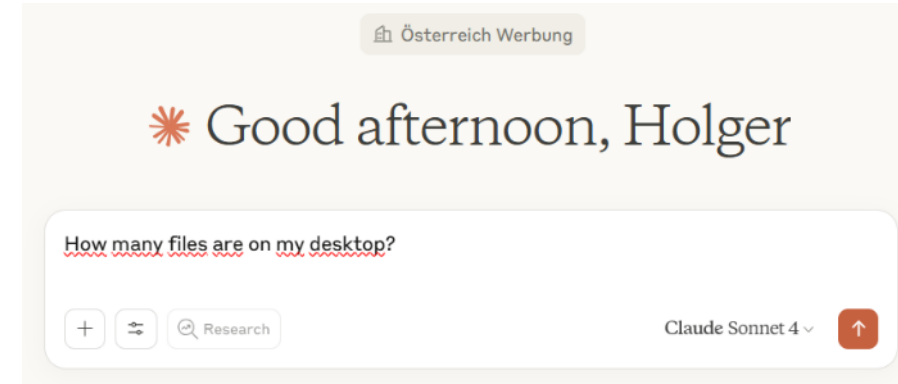 Österreich Werbung
Good afternoon, Holger
How many files are on my desktop?
Research
Claude Sonnet 4